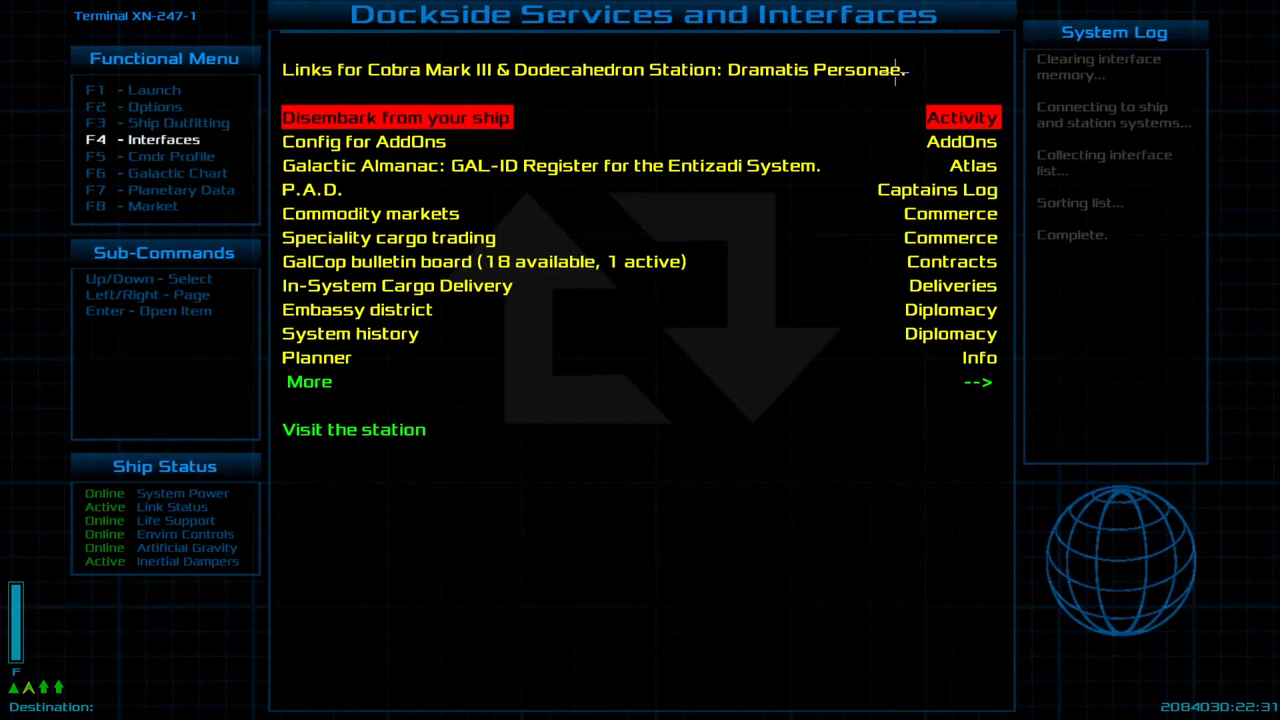 Terminal XN-247-1
Dockside Services and Interfaces
Functional Menu
F1 - Launch
F2 - Options
F3 - Ship Outfitting
F4 - Interfaces
F5 - Cmdr Profile
F6 - Galactic Chart
F7 - Planetary Data
F8 - Market
Sub-Commands
Up/Down - Select
Left/Right - Page
Enter - Open Item
Ship Status
Online System Power
Active Link Status
Online Life Support
Online Enviro Controls
Online Artificial Gravity
Active Inertial Dampers
F
Destination:
Links for Cobra Mark III & Dodecahedron Station: Dramatis Personae.
Disembark from your ship Activity
Config for AddOns AddOns
Galactic Almanac: GAL-ID Register for the Entizadi System. Atlas
P.A.D. Captains Log
Commodity markets Commerce
Speciality cargo trading Commerce
GalCop bulletin board (18 available, 1 active) Contracts
In-System Cargo Delivery Deliveries
Embassy district Diplomacy
System history Diplomacy
Planner Info
More -->
Visit the station
System Log
Clearing interface
memory...
Connecting to ship
and station systems...
Collecting interface
list...
Sorting list...
Complete.
2084030:22:31